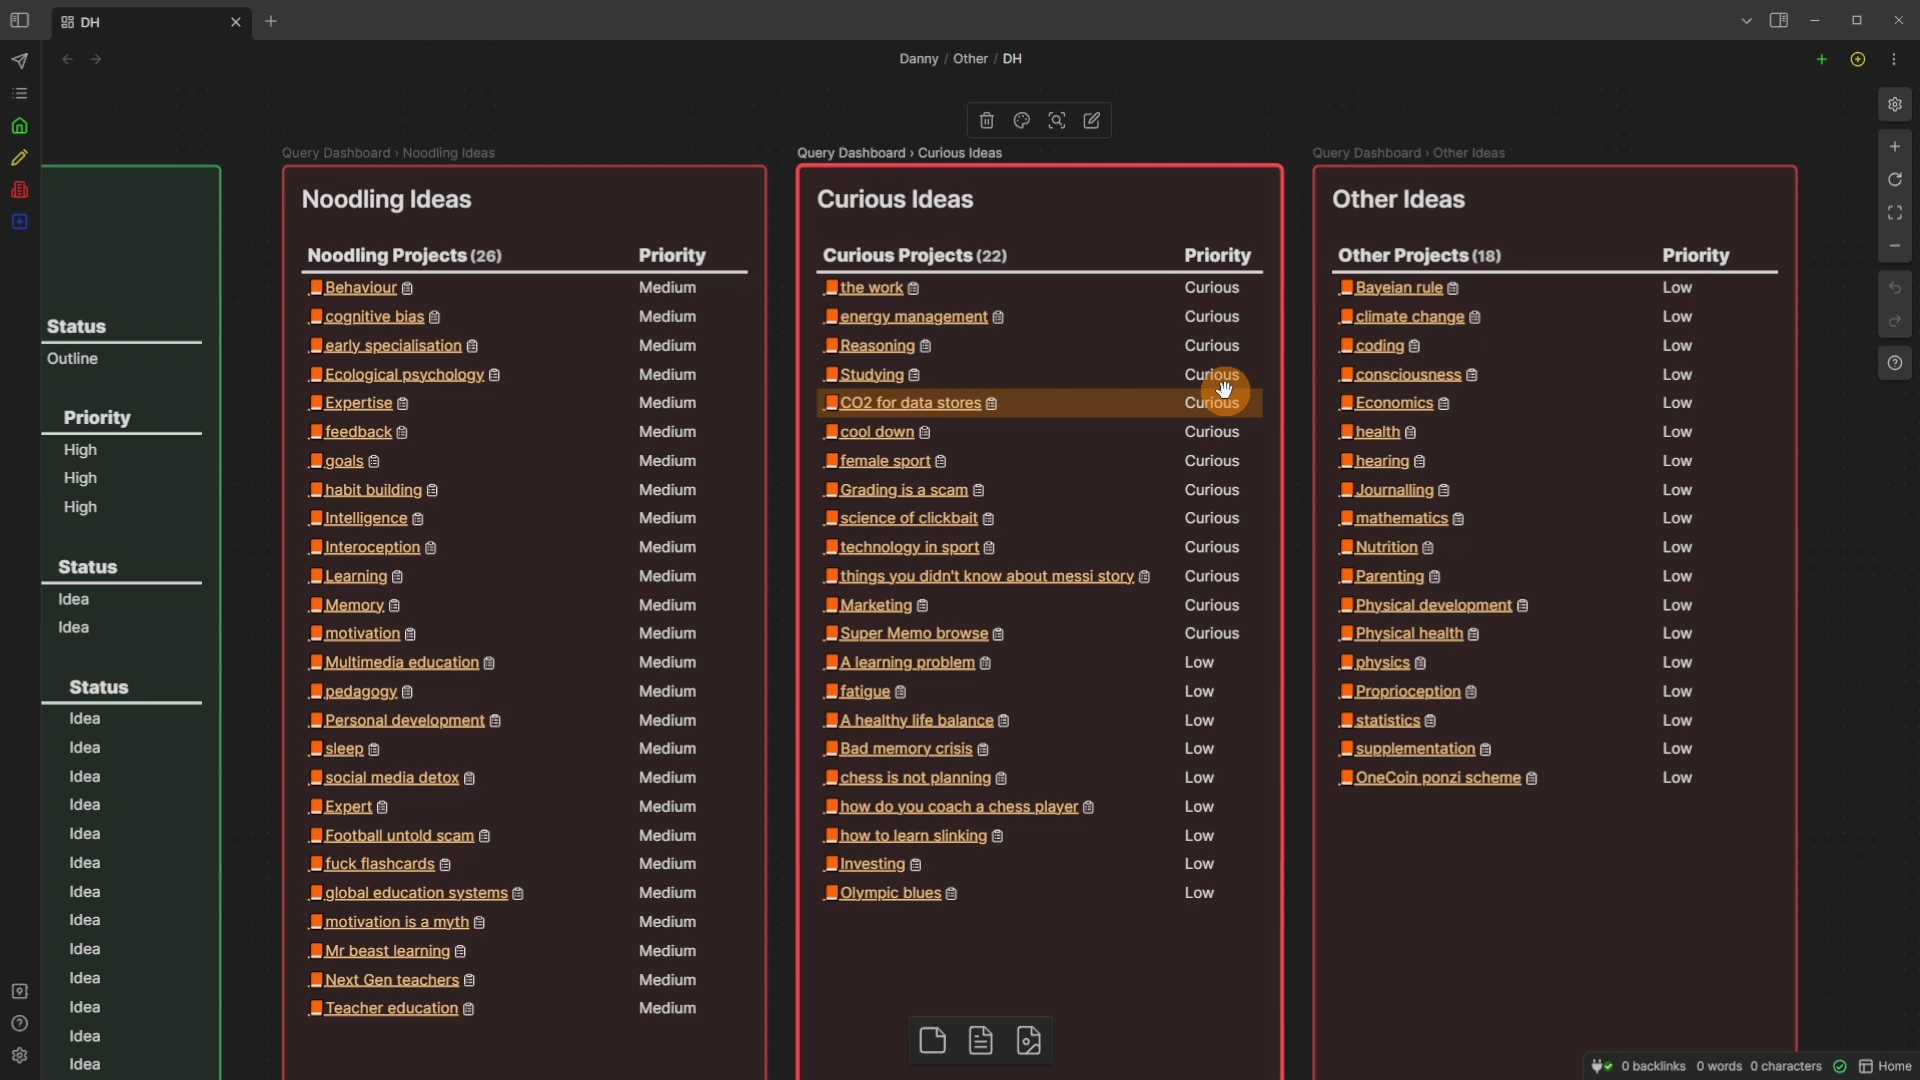 DH
Danny / Other / DH
Status
Outline
Priority
High
High
High
Status
Idea
Idea
Status
Idea
Idea
Idea
Idea
Idea
Idea
Idea
Idea
Idea
Idea
Idea
Idea
Idea
Query Dashboard › Noodling Ideas
Noodling Ideas
Noodling Projects (26) Priority
Behaviour Medium
cognitive bias Medium
early specialisation Medium
Ecological psychology Medium
Expertise Medium
feedback Medium
goals Medium
habit building Medium
Intelligence Medium
Interoception Medium
Learning Medium
Memory Medium
motivation Medium
Multimedia education Medium
pedagogy Medium
Personal development Medium
sleep Medium
social media detox Medium
Expert Medium
Football untold scam Medium
fuck flashcards Medium
global education systems Medium
motivation is a myth Medium
Mr beast learning Medium
Next Gen teachers Medium
Teacher education Medium
Query Dashboard › Curious Ideas
Curious Ideas
Curious Projects (22) Priority
the work Curious
energy management Curious
Reasoning Curious
Studying Curious
CO2 for data stores Curious
cool down Curious
female sport Curious
Grading is a scam Curious
science of clickbait Curious
technology in sport Curious
things you didn't know about messi story Curious
Marketing Curious
Super Memo browse Curious
A learning problem Low
fatigue Low
A healthy life balance Low
Bad memory crisis Low
chess is not planning Low
how do you coach a chess player Low
how to learn slinking Low
Investing Low
Olympic blues Low
Query Dashboard › Other Ideas
Other Ideas
Other Projects (18) Priority
Bayeian rule Low
climate change Low
coding Low
consciousness Low
Economics Low
health Low
hearing Low
Journalling Low
mathematics Low
Nutrition Low
Parenting Low
Physical development Low
Physical health Low
physics Low
Proprioception Low
statistics Low
supplementation Low
OneCoin ponzi scheme Low
0 backlinks 0 words 0 characters Home